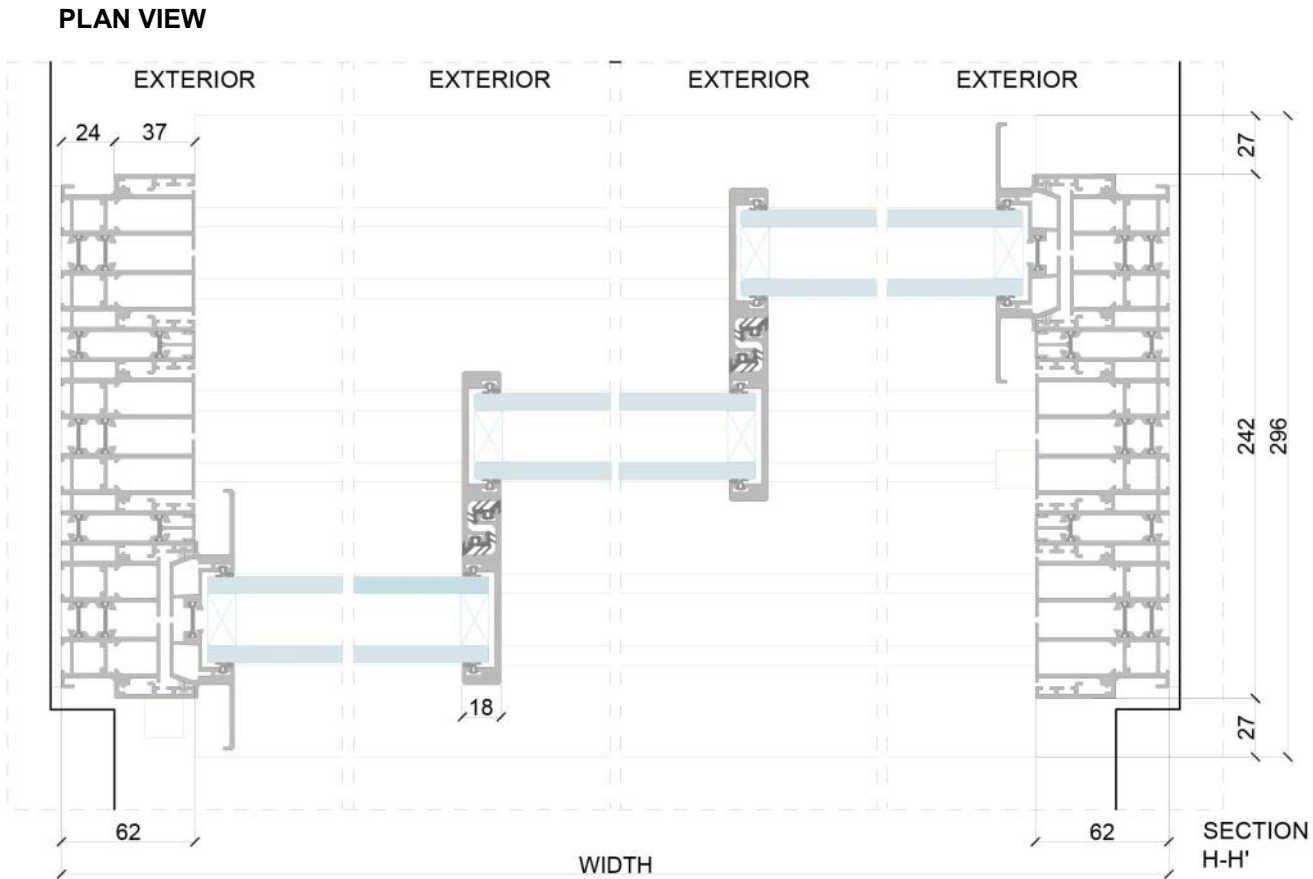 PLAN VIEW
EXTERIOR EXTERIOR EXTERIOR EXTERIOR
24 37
27
242 296
18
27
62 62
SECTION
H-H'
WIDTH